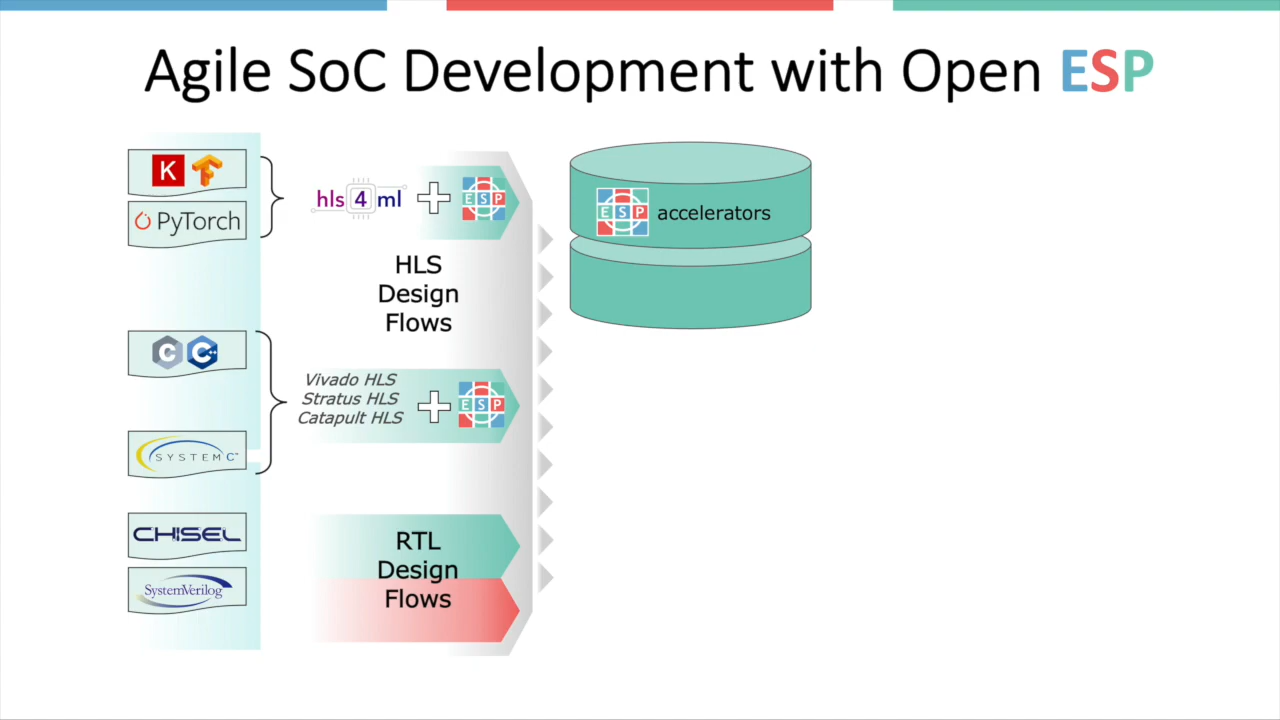 Agile SoC Development with Open ESP
K
PyTorch
hls 4 ml
ESP
ESP accelerators
HLS
Design
Flows
C C++
Vivado HLS
Stratus HLS
Catapult HLS
ESP
SYSTEM C™
CHISEL
SystemVerilog
RTL
Design
Flows